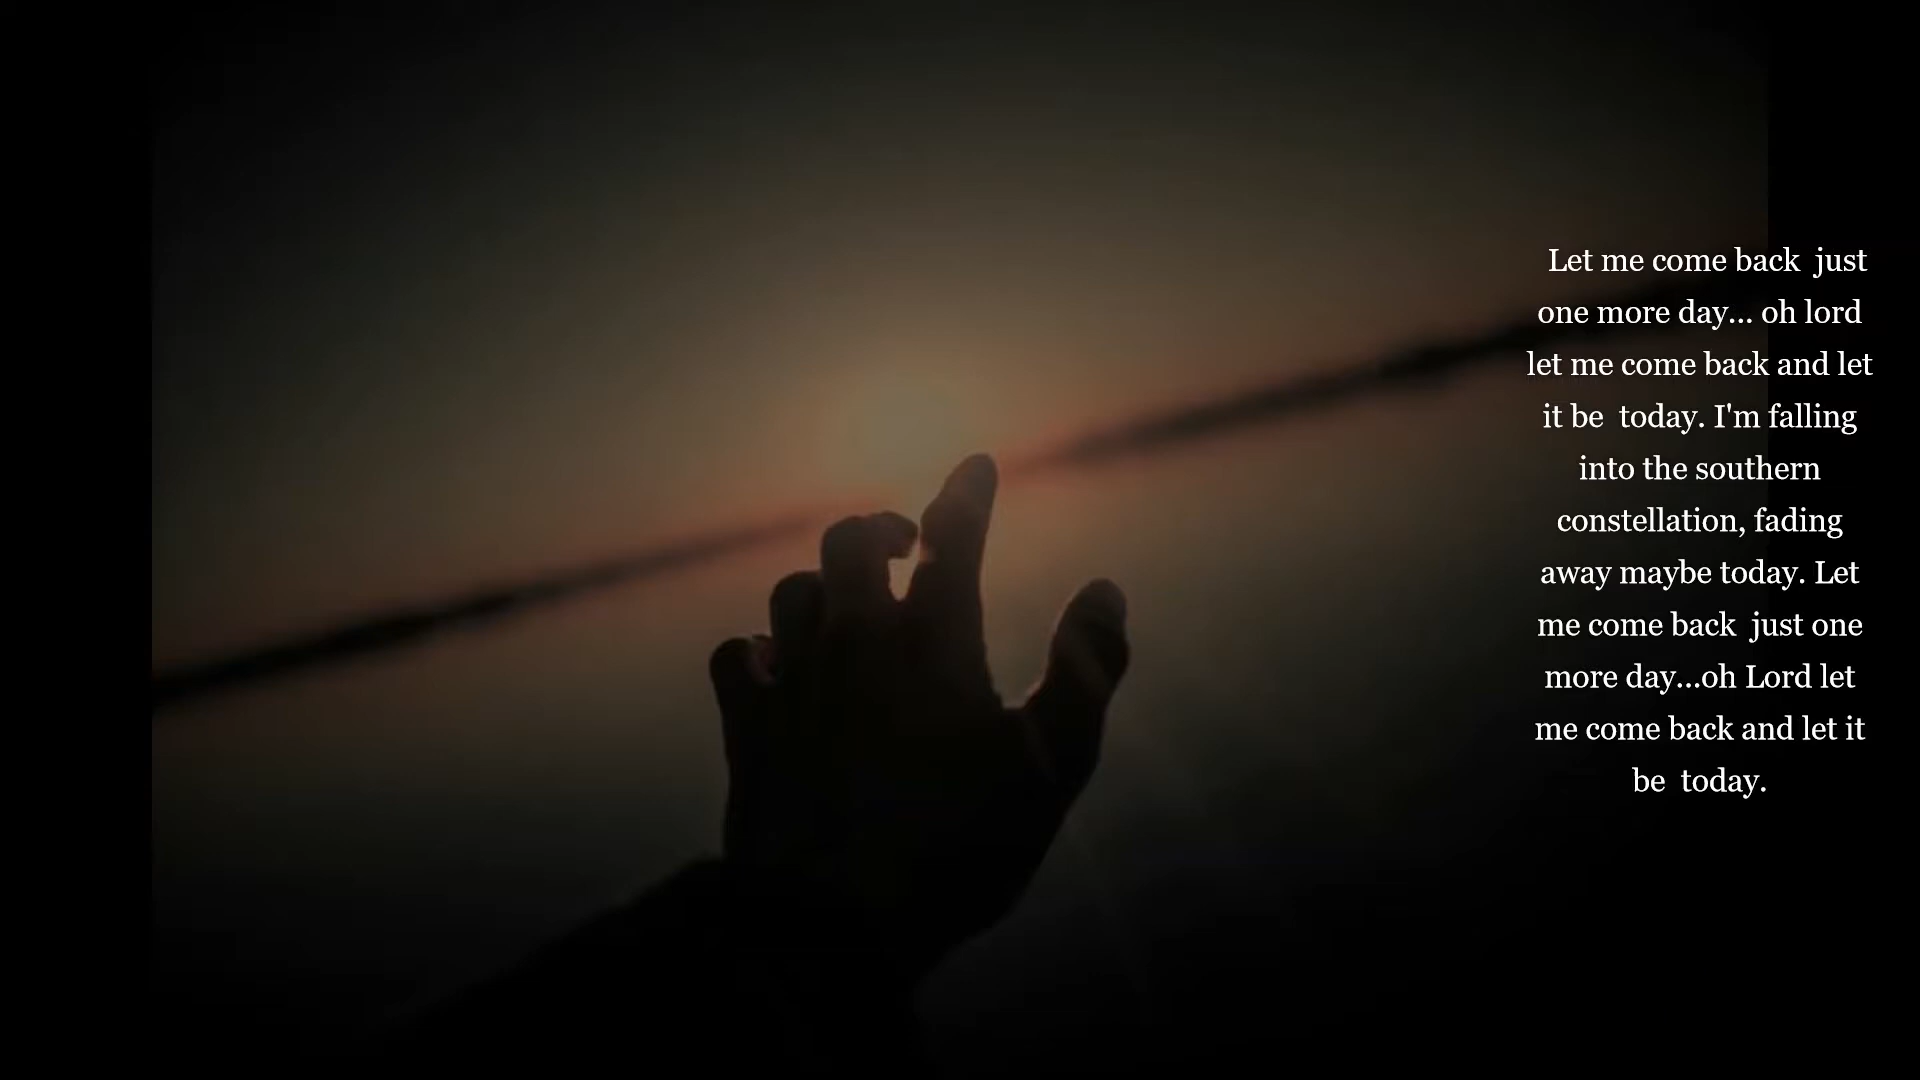 Let me come back  just
one more day... oh lord
let me come back and let
it be  today. I'm falling
into the southern
constellation, fading
away maybe today. Let
me come back  just one
more day...oh Lord let
me come back and let it
be  today.